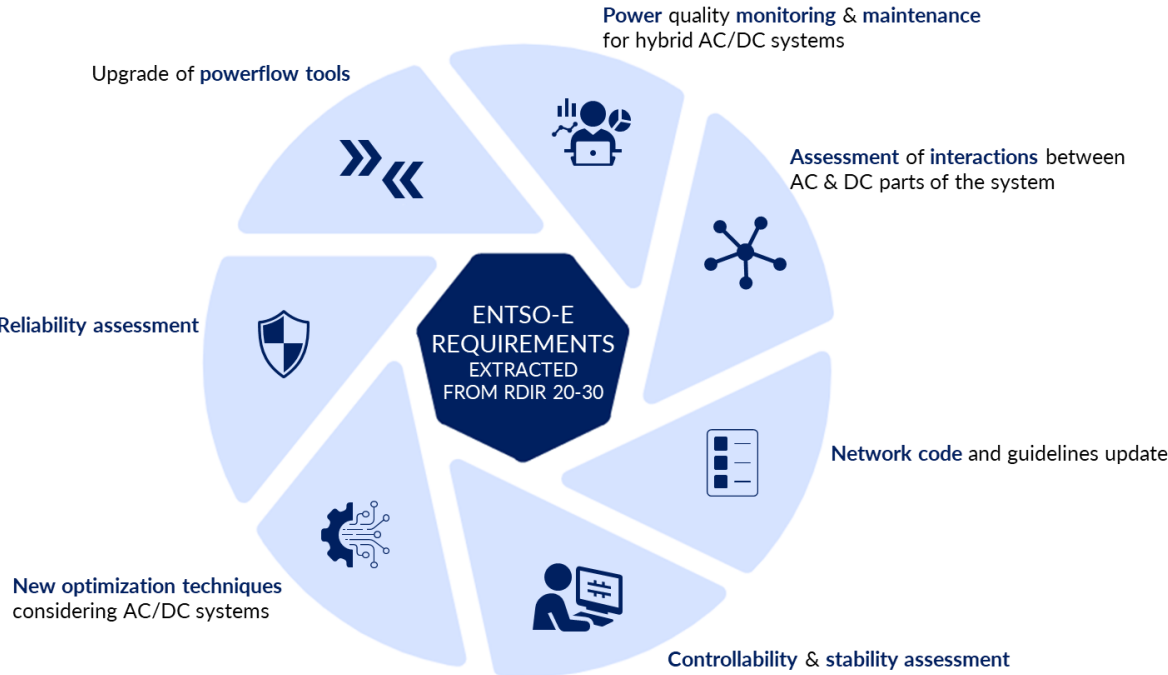 Power quality monitoring & maintenance
for hybrid AC/DC systems
Upgrade of powerflow tools
Assessment of interactions between
AC & DC parts of the system
Reliability assessment
ENTSO-E
REQUIREMENTS
EXTRACTED
FROM RDIR 20-30
Network code and guidelines update
New optimization techniques
considering AC/DC systems
Controllability & stability assessment